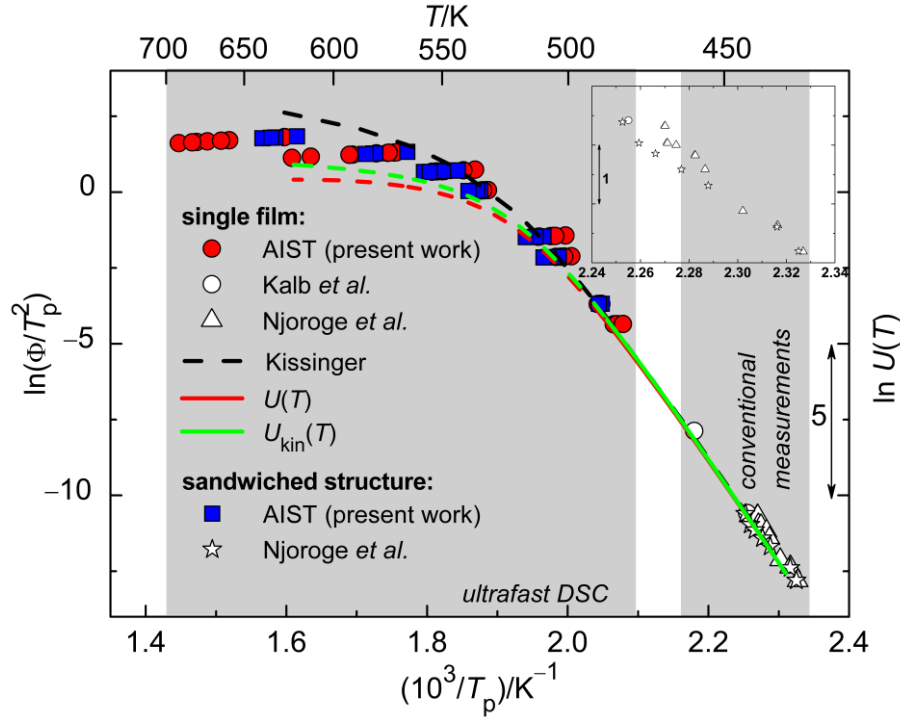 T/K
700 650 600 550 500 450
0
−5
−10
ln(Φ/T_p^2)
single film:
AIST (present work)
Kalb et al.
Njoroge et al.
Kissinger
U(T)
U_kin(T)
sandwiched structure:
AIST (present work)
Njoroge et al.
1
2.24 2.26 2.28 2.30 2.32 2.34
conventional
measurements
5
ln U(T)
ultrafast DSC
1.4 1.6 1.8 2.0 2.2 2.4
(10^3/T_p)/K^−1